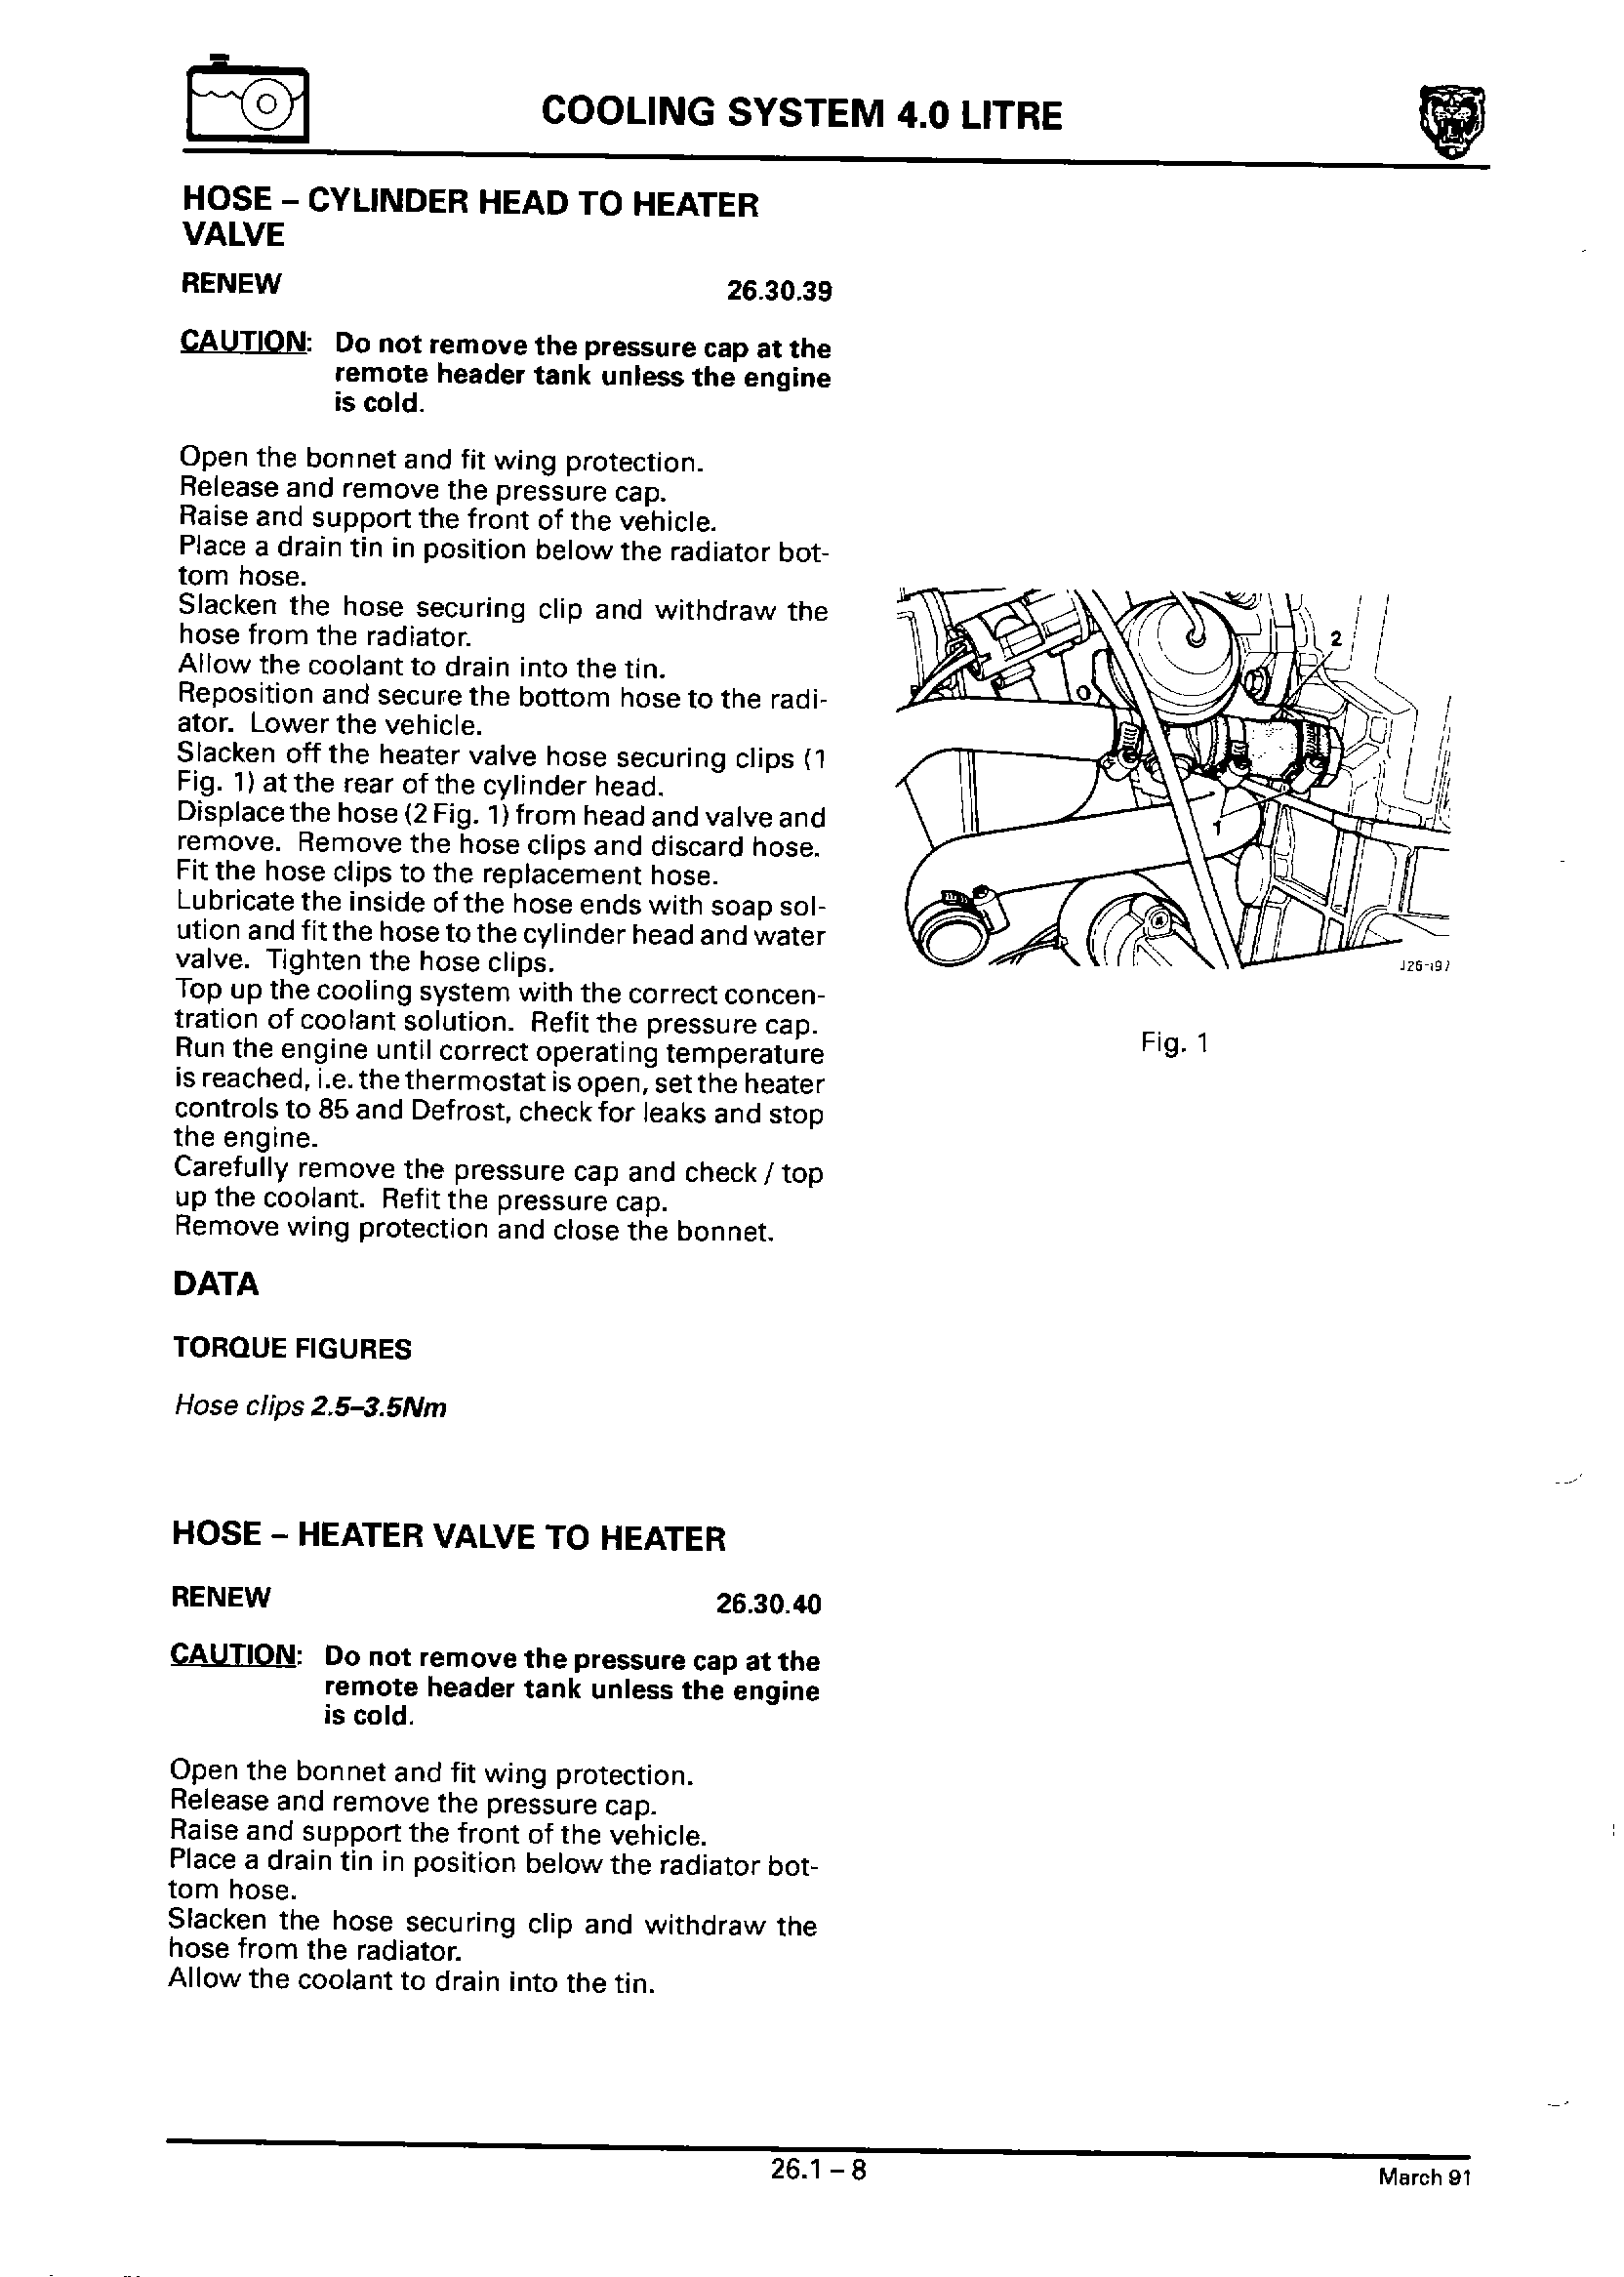 COOLING SYSTEM 4.0 LITRE
HOSE – CYLINDER HEAD TO HEATER
VALVE
RENEW 26.30.39
CAUTION: Do not remove the pressure cap at the
remote header tank unless the engine
is cold.
Open the bonnet and fit wing protection.
Release and remove the pressure cap.
Raise and support the front of the vehicle.
Place a drain tin in position below the radiator bot-
tom hose.
Slacken the hose securing clip and withdraw the
hose from the radiator.
Allow the coolant to drain into the tin.
Reposition and secure the bottom hose to the radi-
ator. Lower the vehicle.
Slacken off the heater valve hose securing clips (1
Fig. 1) at the rear of the cylinder head.
Displace the hose (2 Fig. 1) from head and valve and
remove. Remove the hose clips and discard hose.
Fit the hose clips to the replacement hose.
Lubricate the inside of the hose ends with soap sol-
ution and fit the hose to the cylinder head and water
valve. Tighten the hose clips.
Top up the cooling system with the correct concen-
tration of coolant solution. Refit the pressure cap.
Run the engine until correct operating temperature
is reached, i.e. the thermostat is open, set the heater
controls to 85 and Defrost, check for leaks and stop
the engine.
Carefully remove the pressure cap and check / top
up the coolant. Refit the pressure cap.
Remove wing protection and close the bonnet.
DATA
TORQUE FIGURES
Hose clips 2.5–3.5Nm
HOSE – HEATER VALVE TO HEATER
RENEW 26.30.40
CAUTION: Do not remove the pressure cap at the
remote header tank unless the engine
is cold.
Open the bonnet and fit wing protection.
Release and remove the pressure cap.
Raise and support the front of the vehicle.
Place a drain tin in position below the radiator bot-
tom hose.
Slacken the hose securing clip and withdraw the
hose from the radiator.
Allow the coolant to drain into the tin.
2
1
Fig. 1
26.1 – 8
March 91